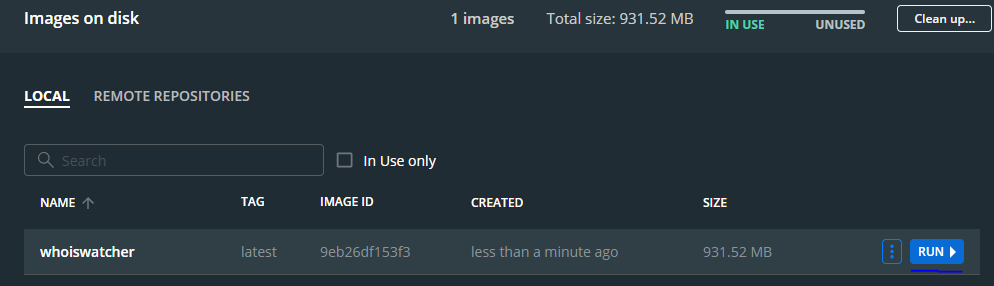 Images on disk 1 images Total size: 931.52 MB IN USE UNUSED Clean up...
LOCAL REMOTE REPOSITORIES
Search In Use only
NAME TAG IMAGE ID CREATED SIZE
whoiswatcher latest 9eb26df153f3 less than a minute ago 931.52 MB RUN